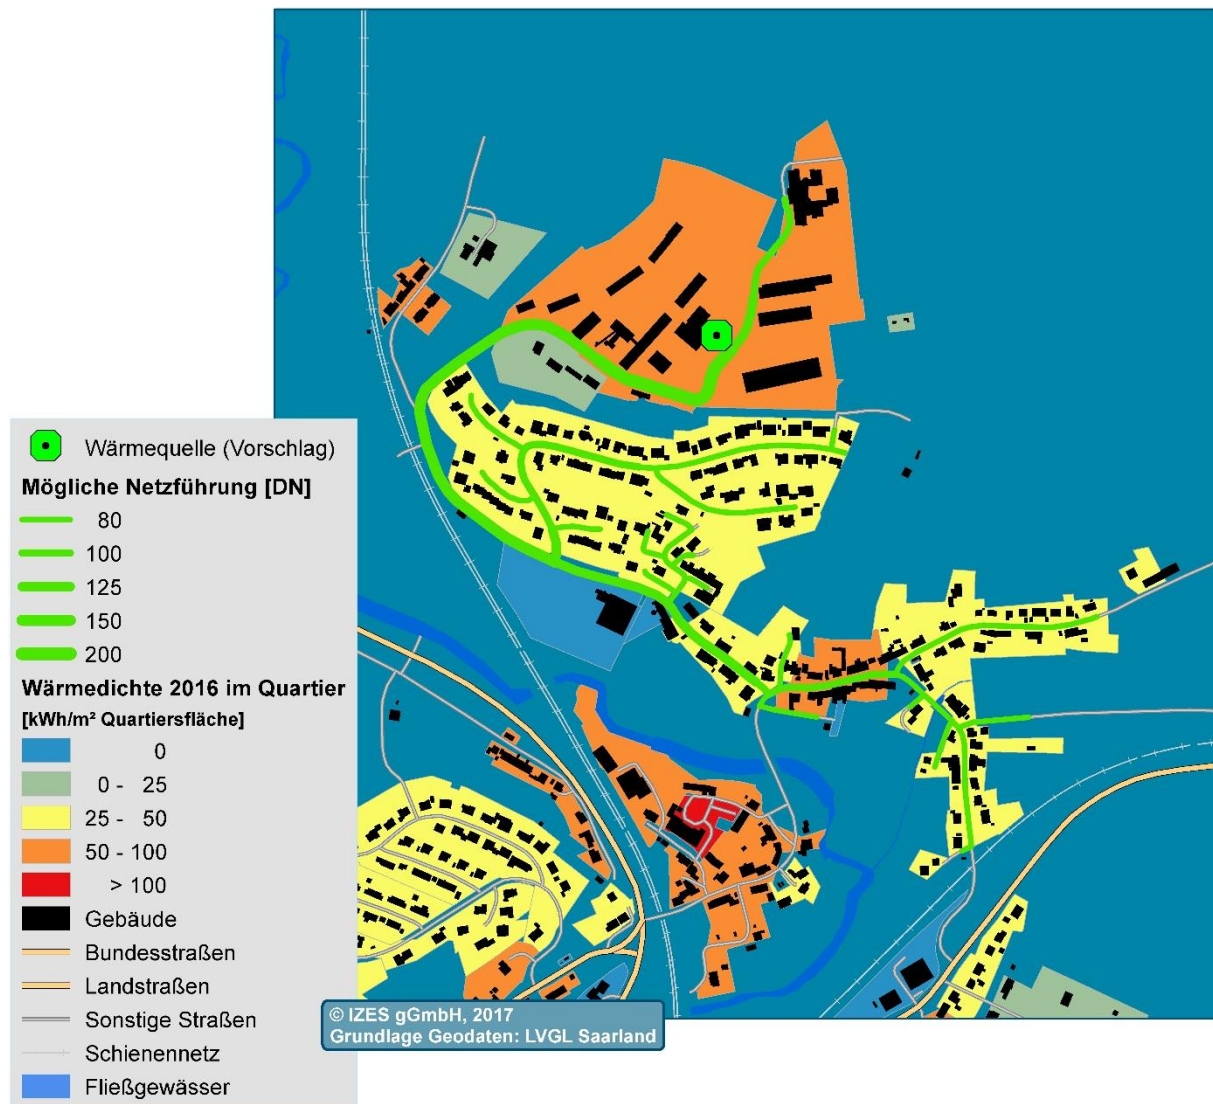 Wärmequelle (Vorschlag)
Mögliche Netzführung [DN]
80
100
125
150
200
Wärmedichte 2016 im Quartier
[kWh/m² Quartiersfläche]
0
0 - 25
25 - 50
50 - 100
> 100
Gebäude
Bundesstraßen
Landstraßen
Sonstige Straßen
Schienennetz
Fließgewässer
© IZES gGmbH, 2017
Grundlage Geodaten: LVGL Saarland